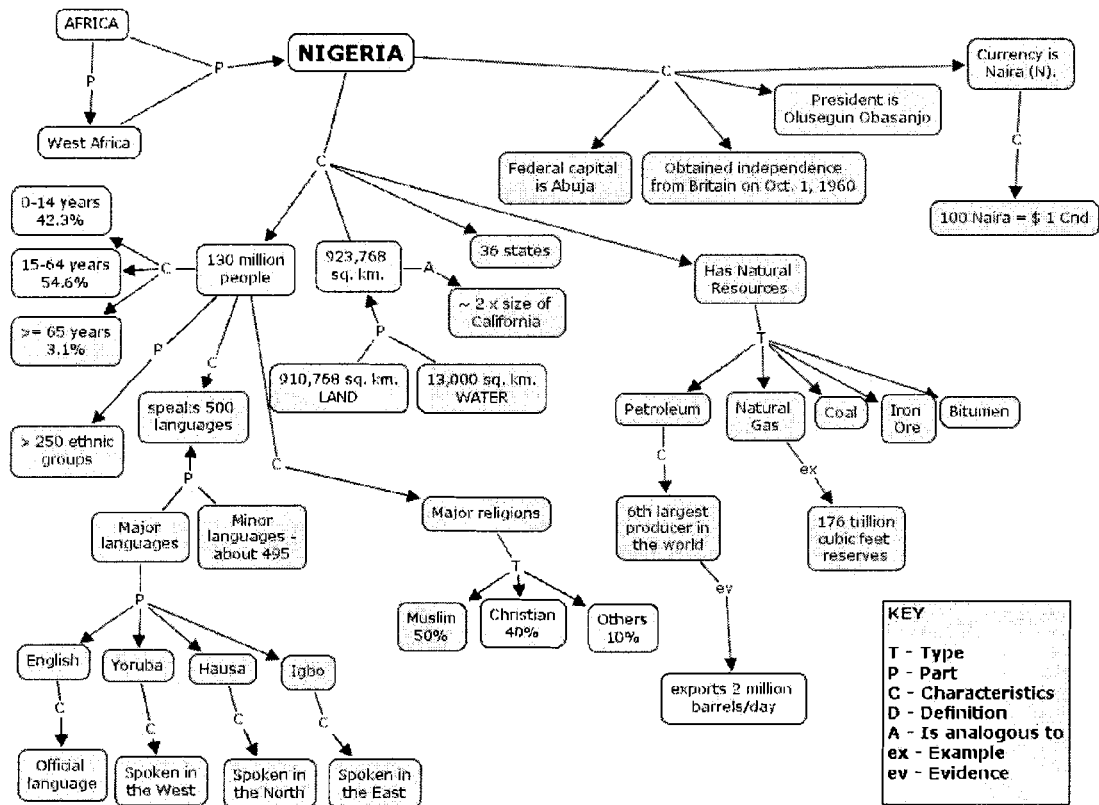 AFRICA
P
P
NIGERIA
West Africa
C
Currency is
Naira (N).
President is
Olusegun Obasanjo
Federal capital
is Abuja
Obtained independence
from Britain on Oct. 1, 1960
C
100 Naira = $ 1 Cnd
C
0-14 years
42.3%
15-64 years
54.6%
>= 65 years
3.1%
C
130 million
people
923,768
sq. km.
A
36 states
~ 2 x size of
California
Has Natural
Resources
P
910,768 sq. km.
LAND
13,000 sq. km.
WATER
P
> 250 ethnic
groups
C
speaks 500
languages
C
P
Major
languages
Minor
languages -
about 495
P
English
Yoruba
Hausa
Igbo
C
C
C
C
Official
language
Spoken in
the West
Spoken in
the North
Spoken in
the East
Major religions
T
Muslim
50%
Christian
40%
Others
10%
T
Petroleum
Natural
Gas
Coal
Iron
Ore
Bitumen
C
ex
6th largest
producer in
the world
176 trillion
cubic feet
reserves
ev
exports 2 million
barrels/day
KEY
T - Type
P - Part
C - Characteristics
D - Definition
A - Is analogous to
ex - Example
ev - Evidence